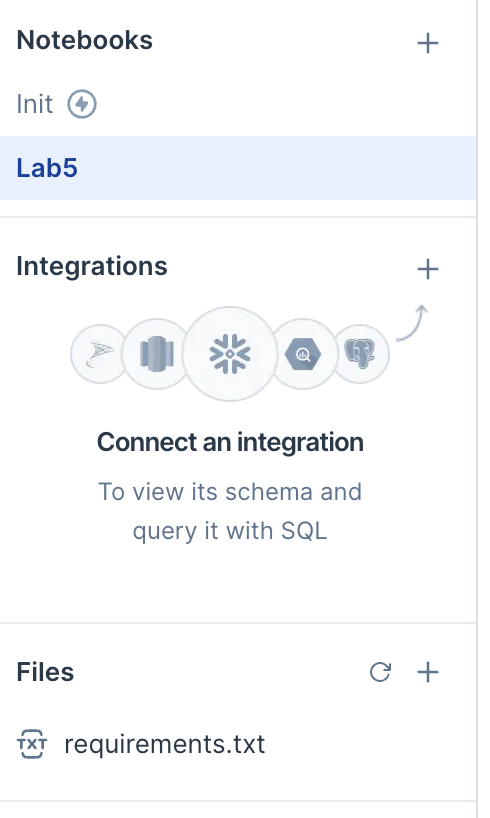 Notebooks
Init
Lab5
Integrations
Connect an integration
To view its schema and
query it with SQL
Files
TXT
requirements.txt